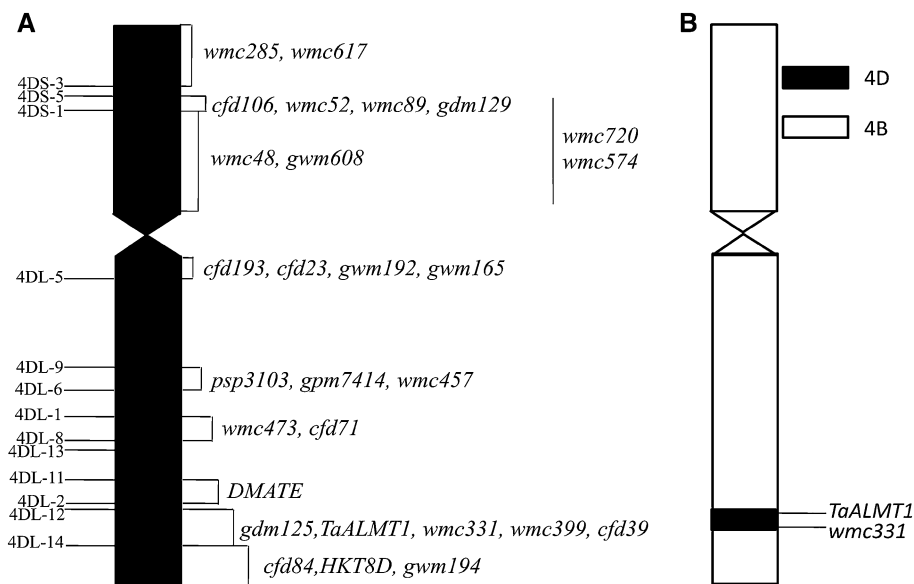 A
B
wmc285, wmc617
4D
4DS-3
4DS-5
4DS-1
cfd106, wmc52, wmc89, gdm129
4B
wmc720
wmc574
wmc48, gwm608
cfd193, cfd23, gwm192, gwm165
4DL-5
4DL-9
4DL-6
psp3103, gpm7414, wmc457
4DL-1
4DL-8
4DL-13
wmc473, cfd71
4DL-11
4DL-2
4DL-12
DMATE
TaALMT1
wmc331
gdm125,TaALMT1, wmc331, wmc399, cfd39
4DL-14
cfd84,HKT8D, gwm194